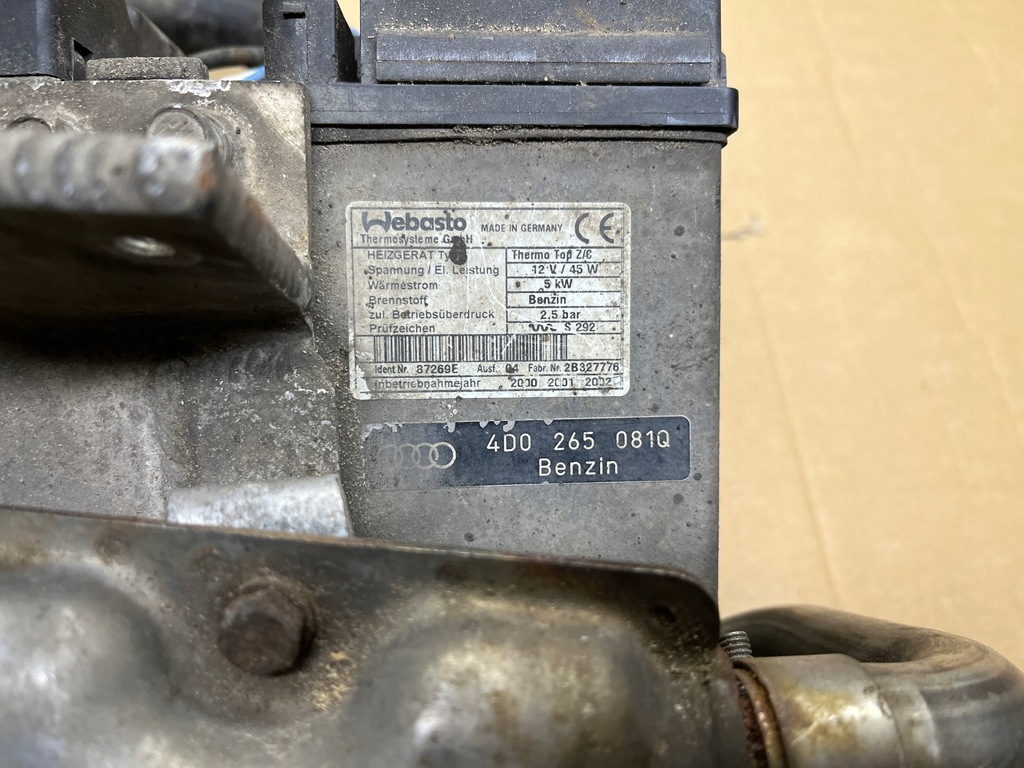 Webasto MADE IN GERMANY CE
Thermosysteme GmbH
HEIZGERÄT Thermo Top Z/C
Spannung / El. Leistung 12 V / 45 W
Wärmestrom 5 kW
Brennstoff Benzin
zul. Betriebsüberdruck 2,5 bar
Prüfzeichen S 292
Ident Nr. 87269E Ausf. 04 Fabr. Nr. 2B327776
Inbetriebnahmejahr 2000 2001 2002
4D0 265 081Q
Benzin